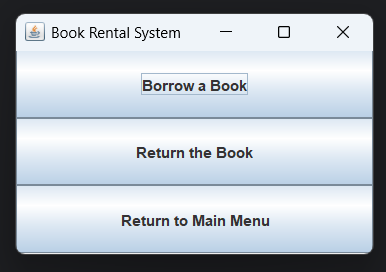 Book Rental System
Borrow a Book
Return the Book
Return to Main Menu